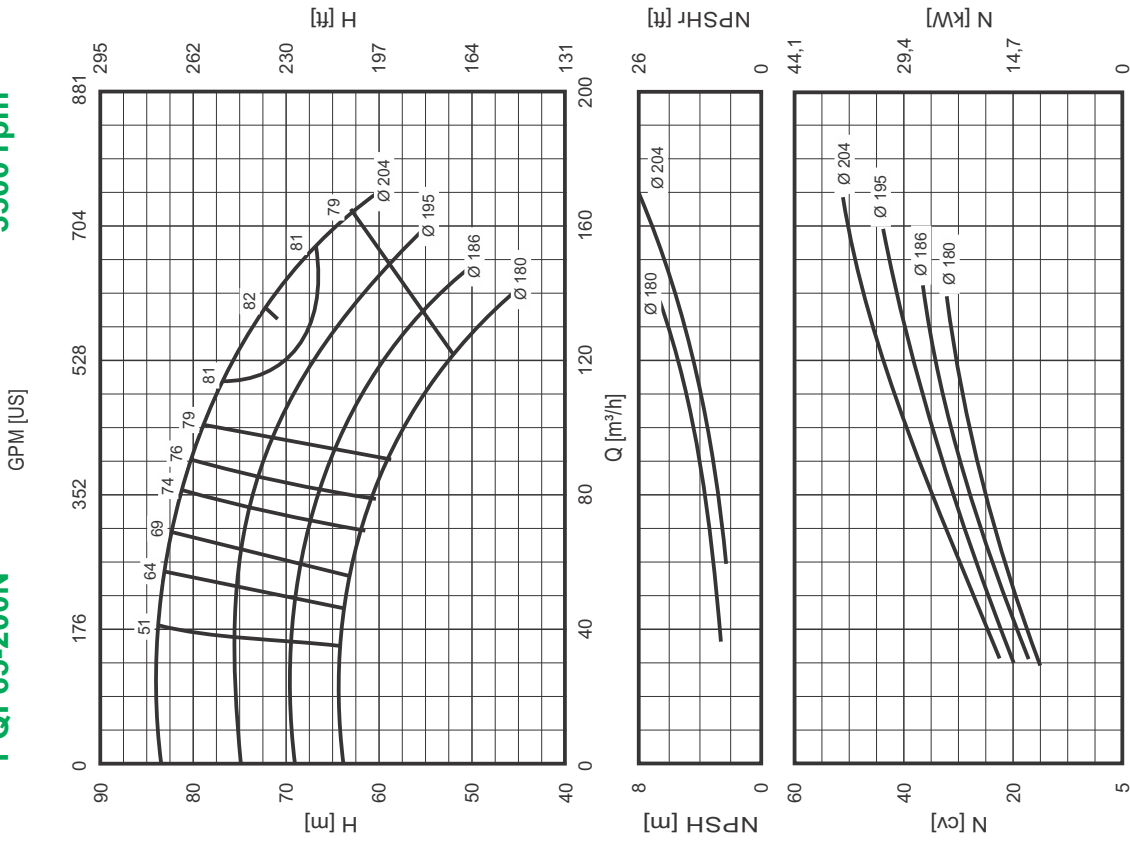 3500 rpm
GPM [US]
0 176 352 528 704 881
H [m]
90
80
70
60
40
H [ft]
295
262
230
197
164
131
51 64 69 74 76 79 81 82 81 79
Ø 204
Ø 195
Ø 186
Ø 180
0 40 80 120 160 200
Q [m³/h]
NPSH [m]
8
0
NPSHr [ft]
26
0
Ø 180
Ø 204
N [cv]
60
40
20
5
N [kW]
44,1
29,4
14,7
0
Ø 204
Ø 195
Ø 186
Ø 180